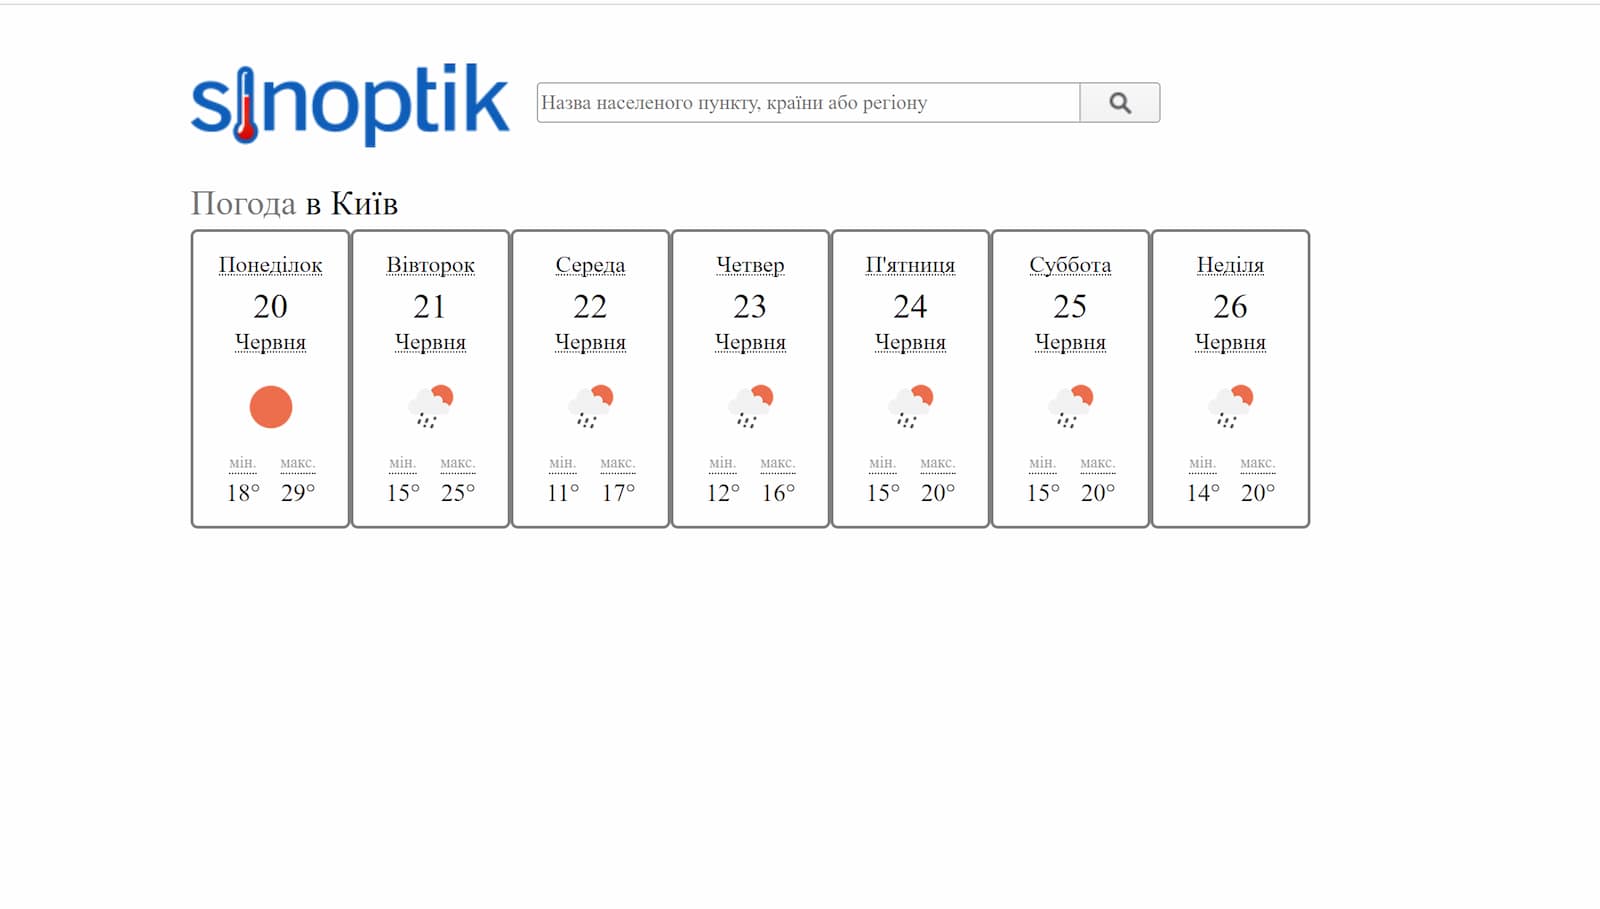 sinoptik
Назва населеного пункту, країни або регіону
Погода в Київ
Понеділок Вівторок Середа Четвер П'ятниця Суббота Неділя
20 21 22 23 24 25 26
Червня Червня Червня Червня Червня Червня Червня
мін. макс. мін. макс. мін. макс. мін. макс. мін. макс. мін. макс. мін. макс.
18° 29° 15° 25° 11° 17° 12° 16° 15° 20° 15° 20° 14° 20°